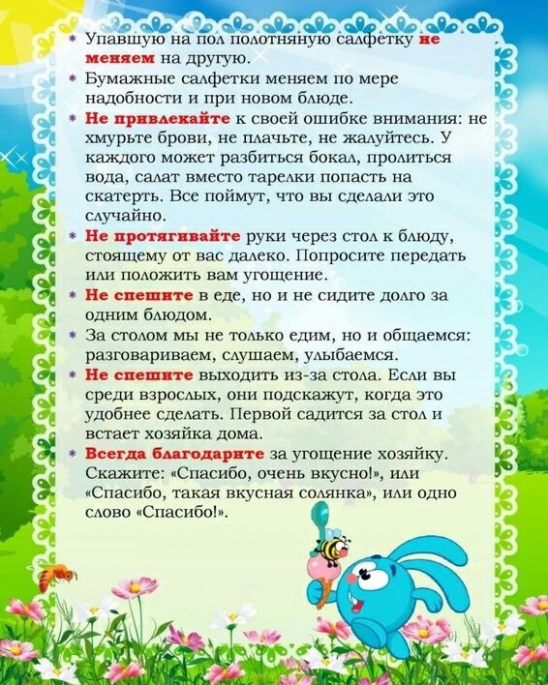 * Упавшую на пол полотняную салфетку не
меняем на другую.
* Бумажные салфетки меняем по мере
надобности и при новом блюде.
* Не привлекайте к своей ошибке внимания: не
хмурьте брови, не плачьте, не жалуйтесь. У
каждого может разбиться бокал, пролиться
вода, салат вместо тарелки попасть на
скатерть. Все поймут, что вы сделали это
случайно.
* Не протягивайте руки через стол к блюду,
стоящему от вас далеко. Попросите передать
или положить вам угощение.
* Не спешите в еде, но и не сидите долго за
одним блюдом.
* За столом мы не только едим, но и общаемся:
разговариваем, слушаем, улыбаемся.
* Не спешите выходить из-за стола. Если вы
среди взрослых, они подскажут, когда это
удобнее сделать. Первой садится за стол и
встает хозяйка дома.
* Всегда благодарите за угощение хозяйку.
Скажите: «Спасибо, очень вкусно!», или
«Спасибо, такая вкусная солянка», или одно
слово «Спасибо!».